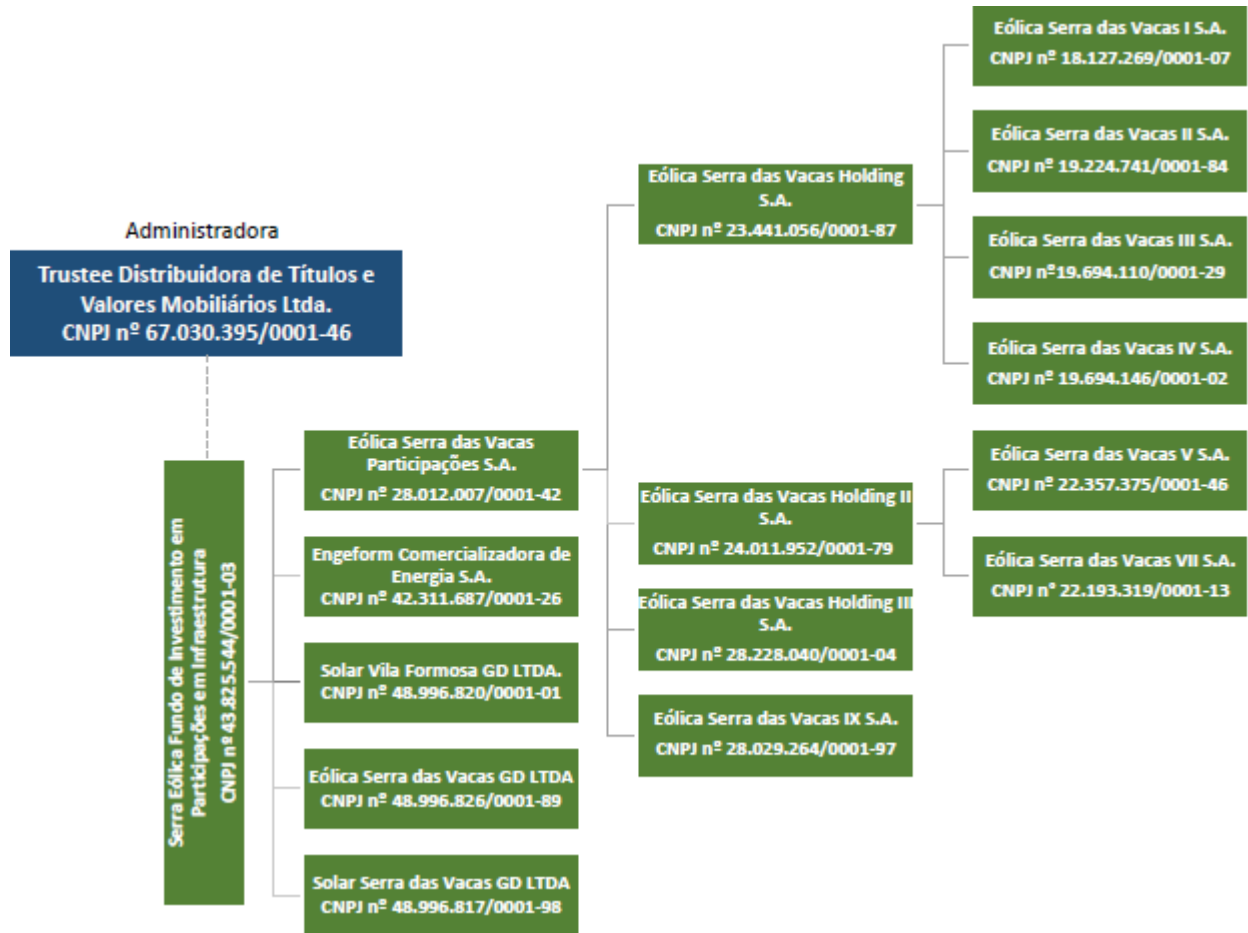 Administradora
Trustee Distribuidora de Títulos e
Valores Mobiliários Ltda.
CNPJ nº 67.030.395/0001-46
Serra Eólica Fundo de Investimento em
Participações em Infraestrutura
CNPJ nº 43.825.544/0001-03
Eólica Serra das Vacas
Participações S.A.
CNPJ nº 28.012.007/0001-42
Engeform Comercializadora de
Energia S.A.
CNPJ nº 42.311.687/0001-26
Solar Vila Formosa GD LTDA.
CNPJ nº 48.996.820/0001-01
Eólica Serra das Vacas GD LTDA
CNPJ nº 48.996.826/0001-89
Solar Serra das Vacas GD LTDA
CNPJ nº 48.996.817/0001-98
Eólica Serra das Vacas Holding
S.A.
CNPJ nº 23.441.056/0001-87
Eólica Serra das Vacas Holding II
S.A.
CNPJ nº 24.011.952/0001-79
Eólica Serra das Vacas Holding III
S.A.
CNPJ nº 28.228.040/0001-04
Eólica Serra das Vacas IX S.A.
CNPJ nº 28.029.264/0001-97
Eólica Serra das Vacas I S.A.
CNPJ nº 18.127.269/0001-07
Eólica Serra das Vacas II S.A.
CNPJ nº 19.224.741/0001-84
Eólica Serra das Vacas III S.A.
CNPJ nº19.694.110/0001-29
Eólica Serra das Vacas IV S.A.
CNPJ nº 19.694.146/0001-02
Eólica Serra das Vacas V S.A.
CNPJ nº 22.357.375/0001-46
Eólica Serra das Vacas VII S.A.
CNPJ n° 22.193.319/0001-13